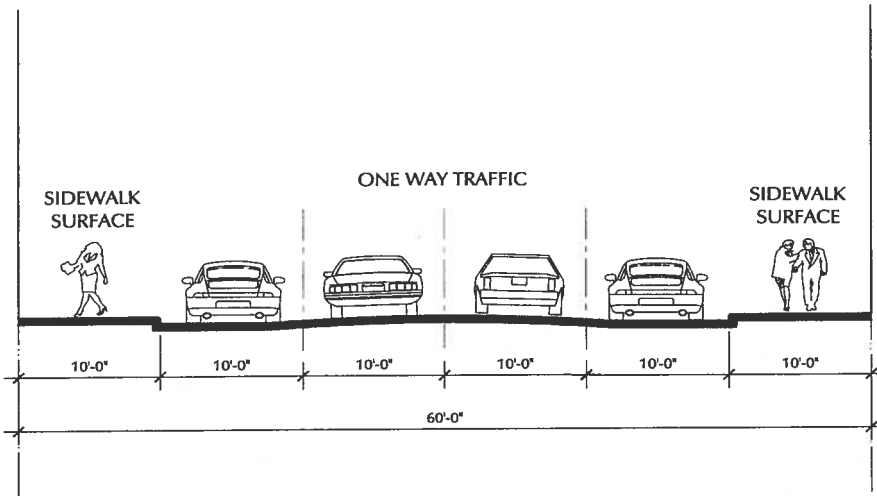 ONE WAY TRAFFIC
SIDEWALK
SURFACE
SIDEWALK
SURFACE
10'-0"
10'-0"
10'-0"
10'-0"
10'-0"
10'-0"
60'-0"